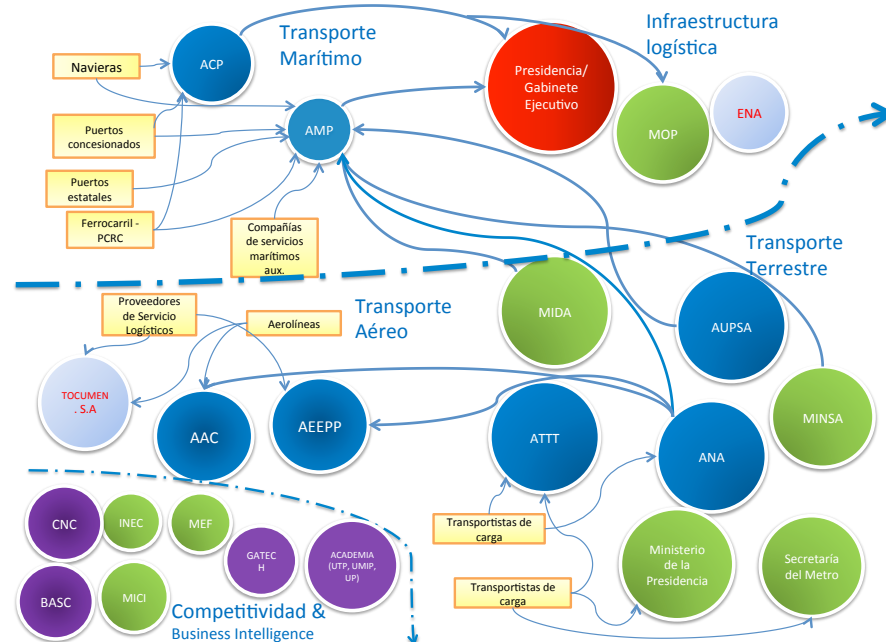 Transporte
Marítimo
Infraestructura
logística
ACP
Navieras
Presidencia/
Gabinete
Ejecutivo
ENA
MOP
AMP
Puertos
concesionados
Puertos
estatales
Ferrocarril -
PCRC
Compañías
de servicios
marítimos
aux.
Transporte
Terrestre
Proveedores
de Servicio
Logísticos
Aerolíneas
Transporte
Aéreo
MIDA
AUPSA
TOCUMEN
. S.A
AAC
AEEPP
ATTT
ANA
MINSA
CNC
INEC
MEF
GATEC
H
ACADEMIA
(UTP, UMIP,
UP)
Transportistas de
carga
Ministerio
de la
Presidencia
Secretaría
del Metro
BASC
MICI
Transportistas de
carga
Competitividad &
Business Intelligence